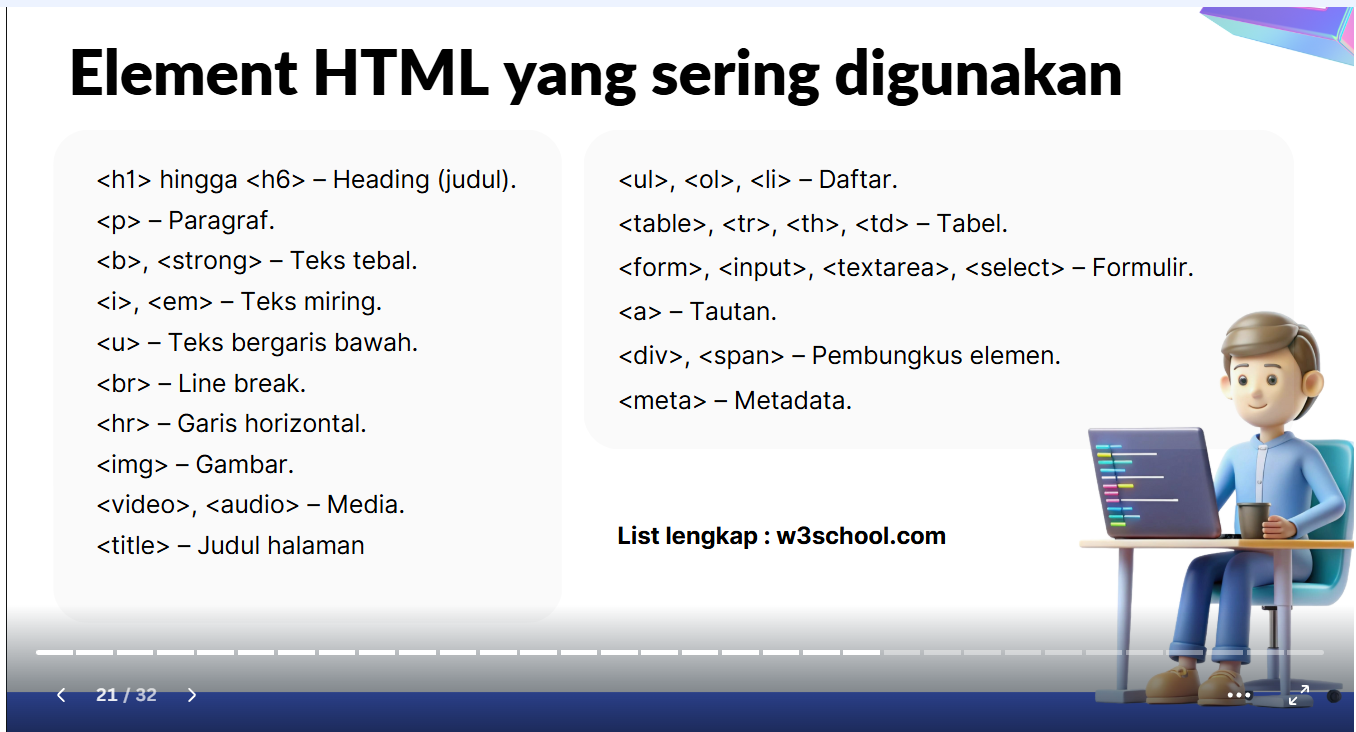 Element HTML yang sering digunakan
<h1> hingga <h6> – Heading (judul).
<p> – Paragraf.
<b>, <strong> – Teks tebal.
<i>, <em> – Teks miring.
<u> – Teks bergaris bawah.
<br> – Line break.
<hr> – Garis horizontal.
<img> – Gambar.
<video>, <audio> – Media.
<title> – Judul halaman
<ul>, <ol>, <li> – Daftar.
<table>, <tr>, <th>, <td> – Tabel.
<form>, <input>, <textarea>, <select> – Formulir.
<a> – Tautan.
<div>, <span> – Pembungkus elemen.
<meta> – Metadata.
List lengkap : w3school.com
21 / 32